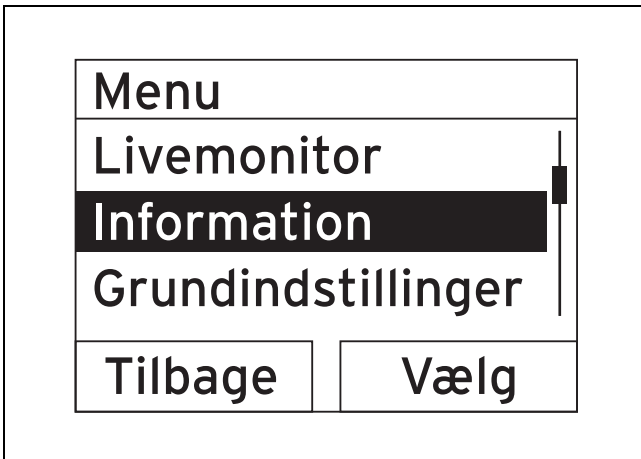 Menu
Livemonitor
Information
Grundindstillinger
Tilbage
Vælg